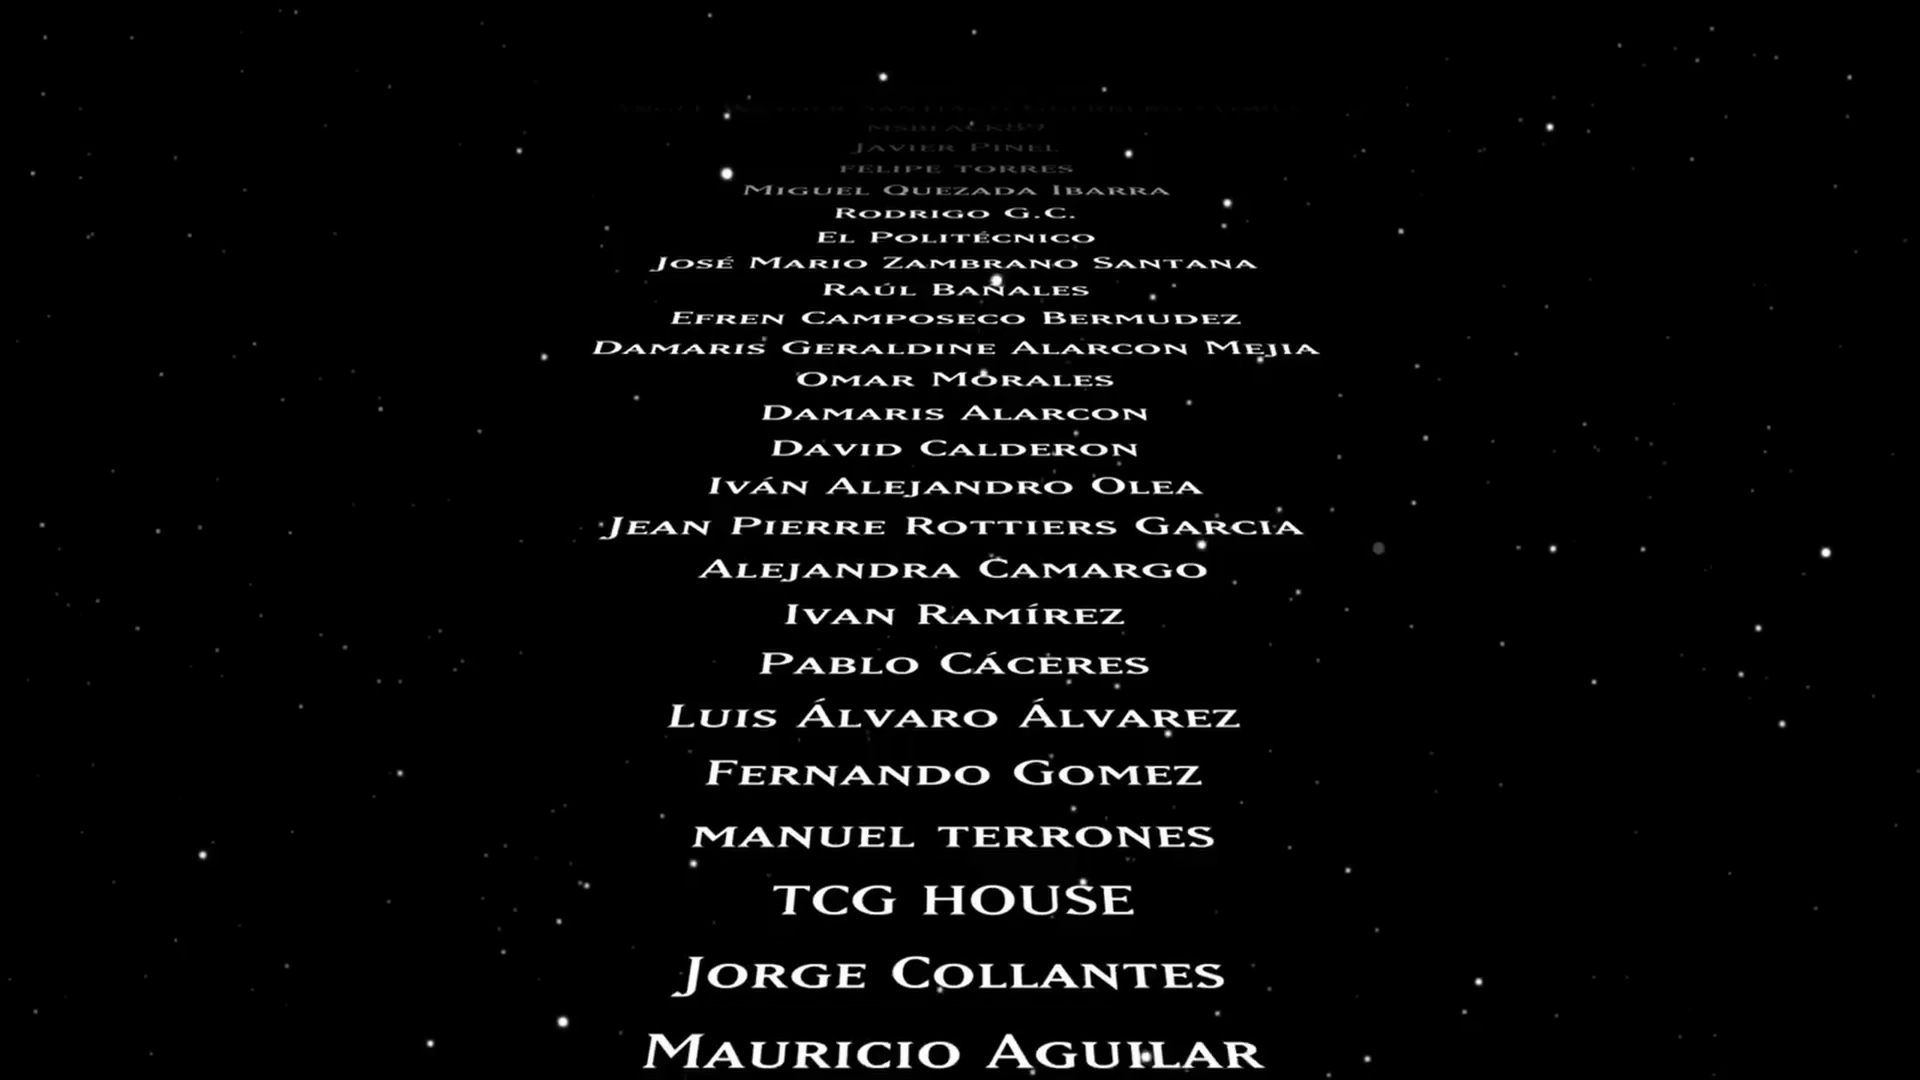 msblack89
Javier Pinel
felipe torres
Miguel Quezada Ibarra
Rodrigo G.C.
El Politécnico
José Mario Zambrano Santana
Raúl Bañales
Efren Camposeco Bermudez
Damaris Geraldine Alarcon Mejia
Omar Morales
Damaris Alarcon
David Calderon
Iván Alejandro Olea
Jean Pierre Rottiers Garcia
Alejandra Camargo
Ivan Ramírez
Pablo Cáceres
Luis Álvaro Álvarez
Fernando Gomez
manuel terrones
TCG HOUSE
Jorge Collantes
Mauricio Aguilar